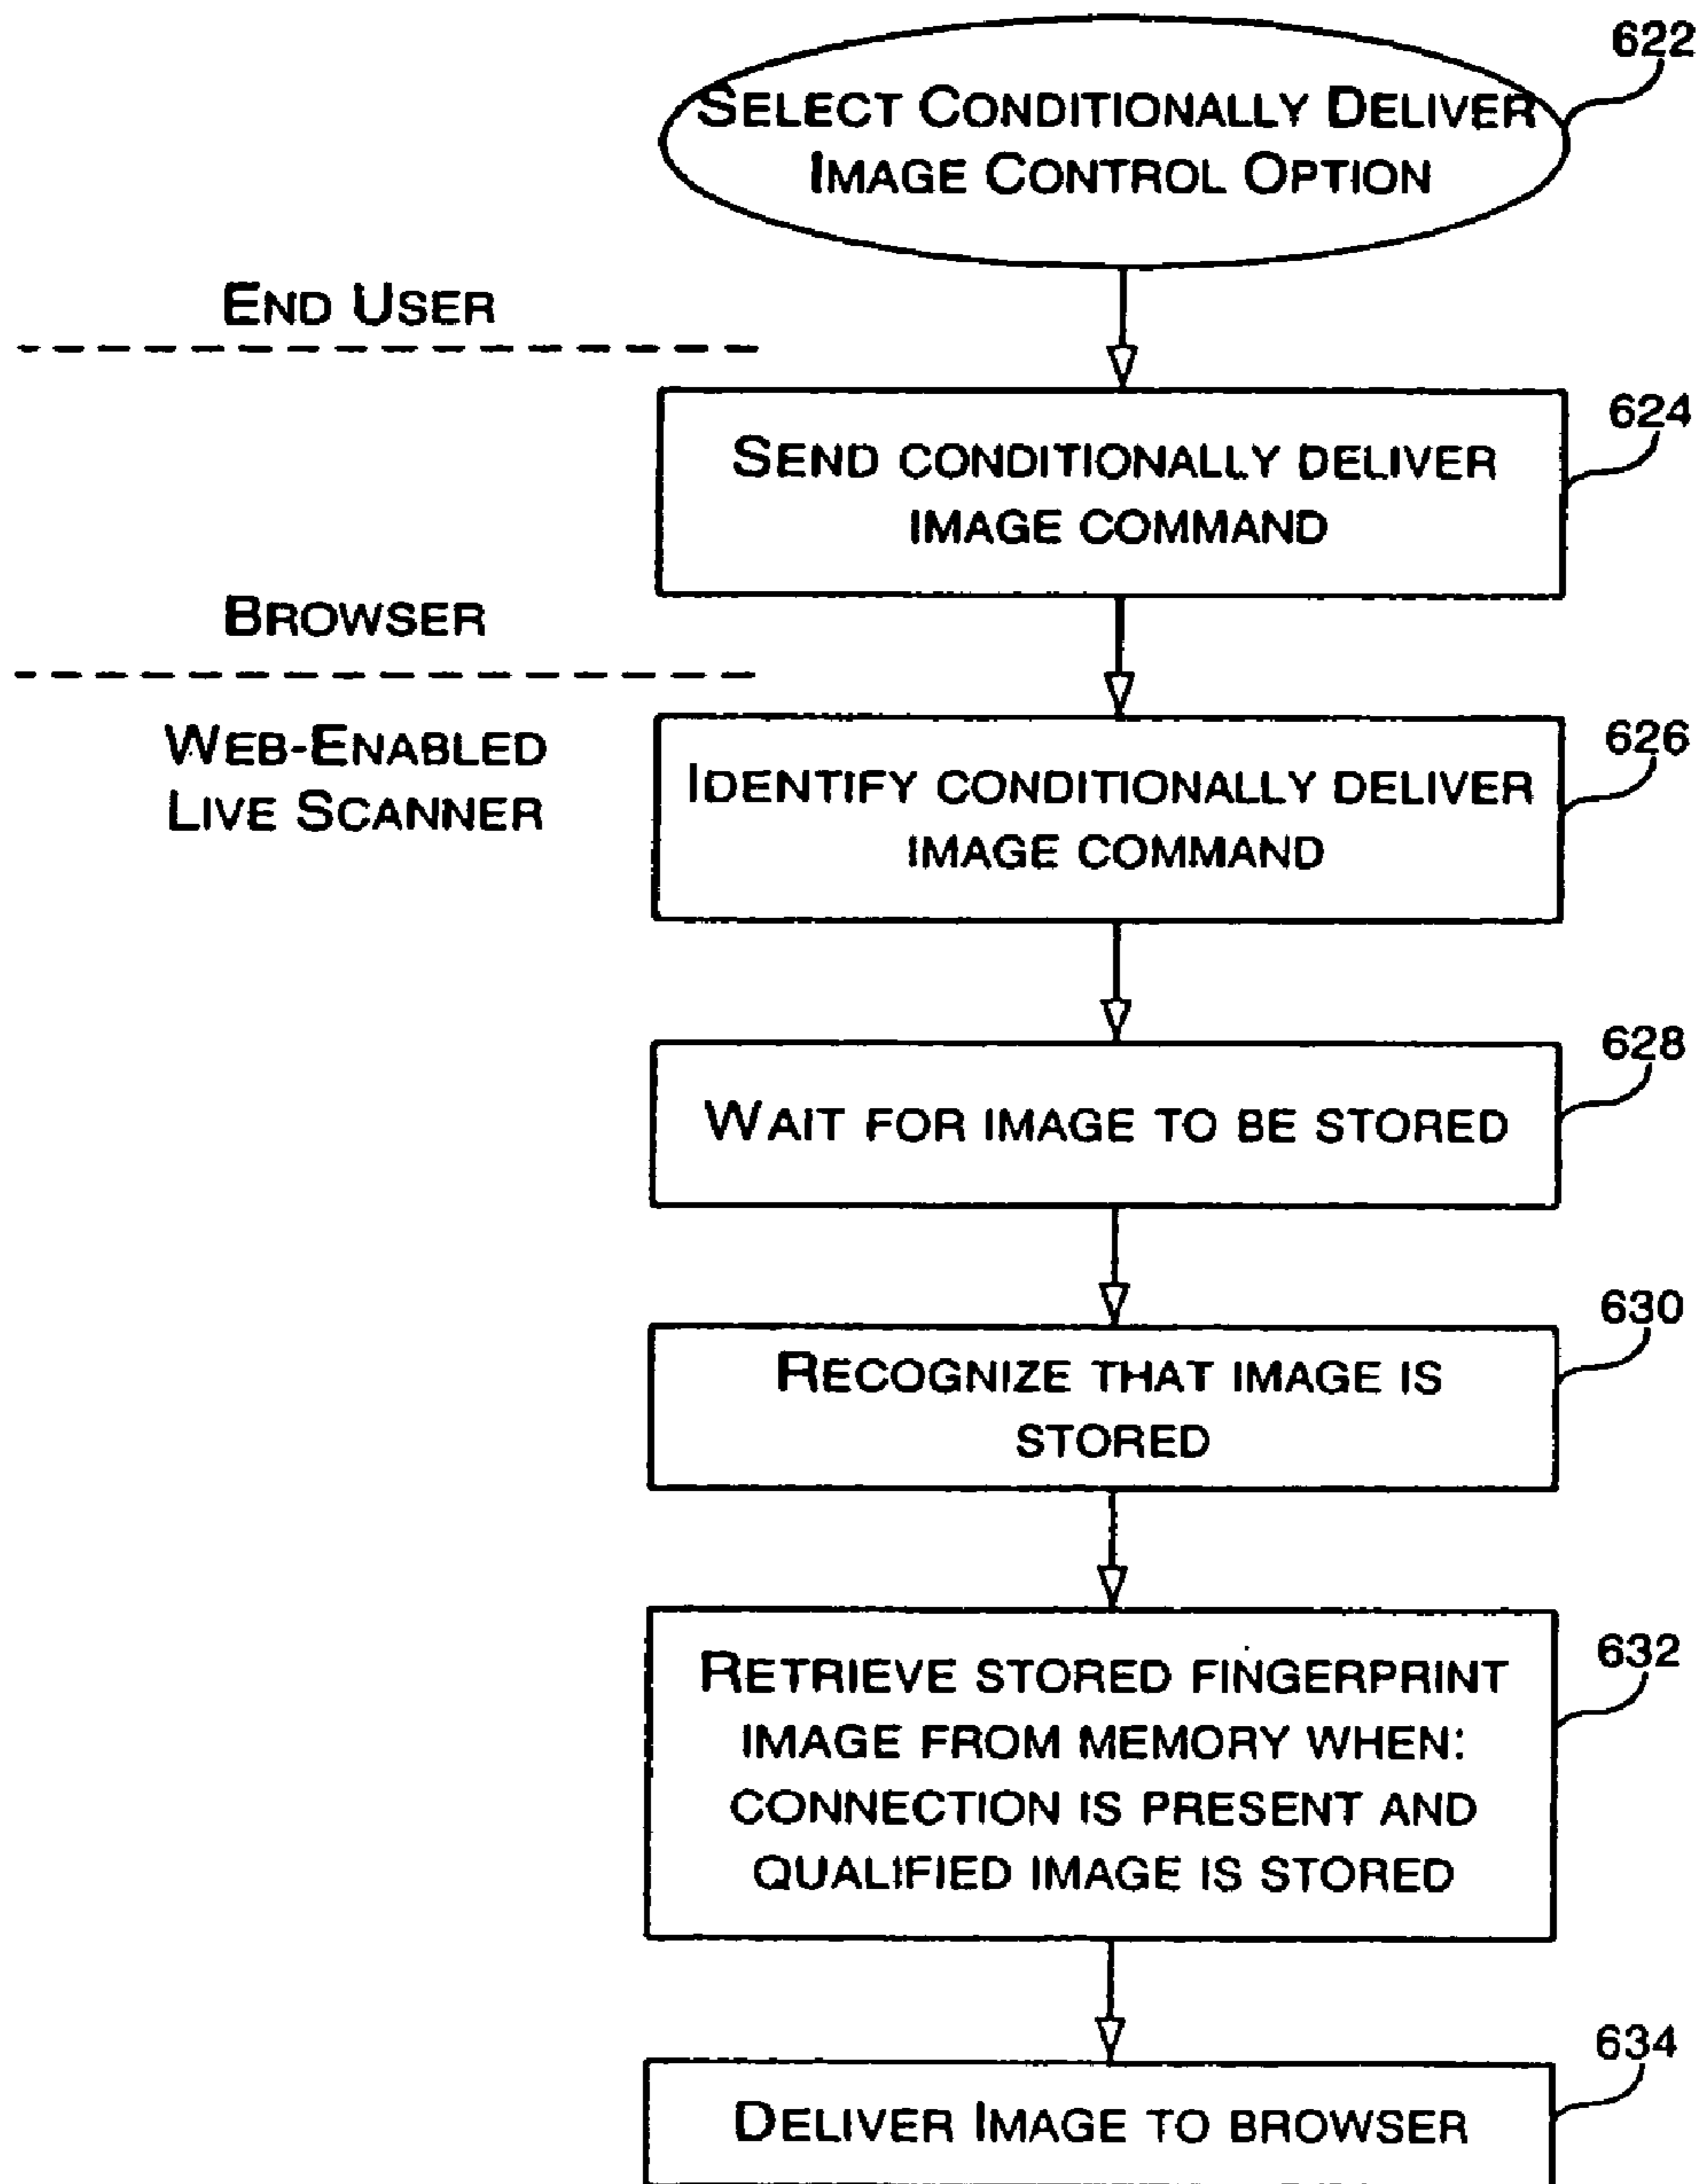 622
SELECT CONDITIONALLY DELIVER
IMAGE CONTROL OPTION
END USER
624
SEND CONDITIONALLY DELIVER
IMAGE COMMAND
BROWSER
WEB-ENABLED
LIVE SCANNER
626
IDENTIFY CONDITIONALLY DELIVER
IMAGE COMMAND
628
WAIT FOR IMAGE TO BE STORED
630
RECOGNIZE THAT IMAGE IS
STORED
632
RETRIEVE STORED FINGERPRINT
IMAGE FROM MEMORY WHEN:
CONNECTION IS PRESENT AND
QUALIFIED IMAGE IS STORED
634
DELIVER IMAGE TO BROWSER